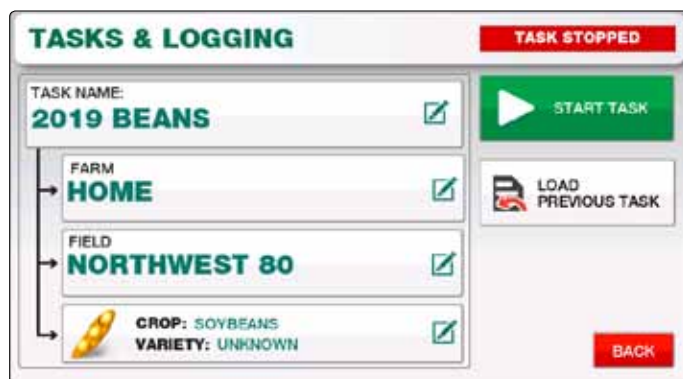 TASKS & LOGGING
TASK STOPPED
TASK NAME:
2019 BEANS
START TASK
FARM
HOME
LOAD
PREVIOUS TASK
FIELD
NORTHWEST 80
CROP: SOYBEANS
VARIETY: UNKNOWN
BACK